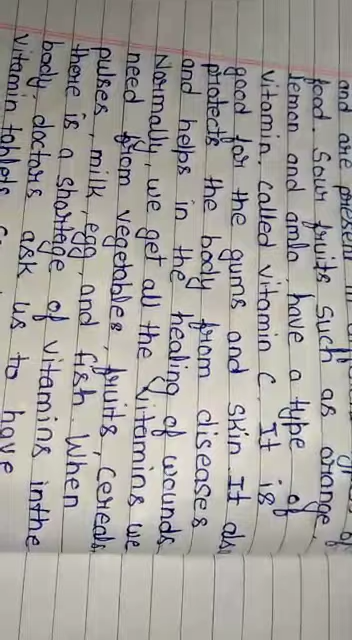 and are present in
food. Sour fruits such as orange,
lemon and amla have a type of
vitamin, called vitamin C. It is
good for the gums and skin. It als
protects the body from diseases
and helps in the healing of wounds
Normally, we get all the vitamins we
need from vegetables, fruits, cereals
pulses, milk, egg, and fish. When
there is a shortage of vitamins inthe
body, doctors ask us to have
vitamin tablets